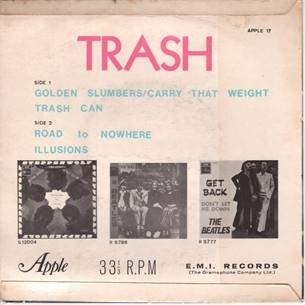 APPLE 17
TRASH
SIDE 1
GOLDEN SLUMBERS/CARRY THAT WEIGHT
TRASH CAN
SIDE 2
ROAD to NOWHERE
ILLUSIONS
GET
BACK
DON'T LET
ME DOWN
THE
BEATLES
S 12004
R 5786
R 5777
Apple 33⅓ R.P.M E.M.I. RECORDS
(The Gramophone Company Ltd.)